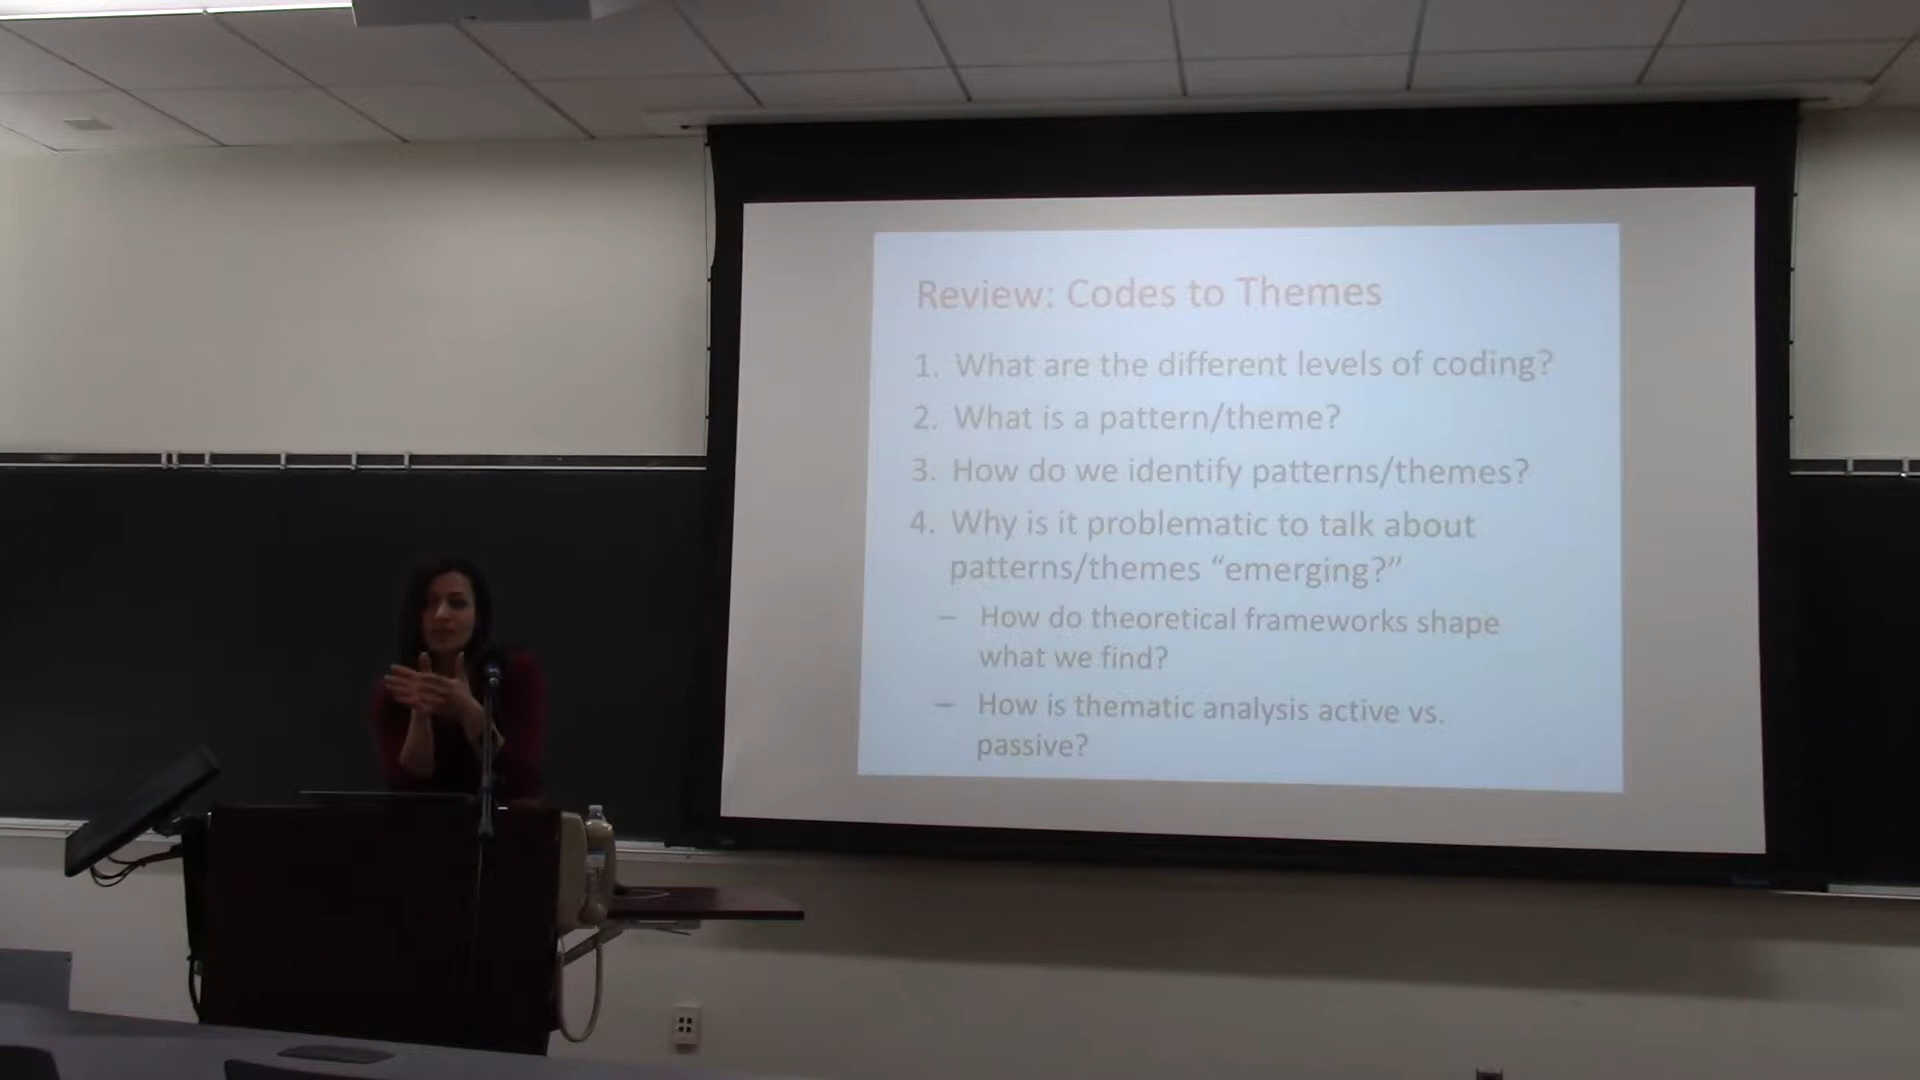 Review: Codes to Themes
1. What are the different levels of coding?
2. What is a pattern/theme?
3. How do we identify patterns/themes?
4. Why is it problematic to talk about
patterns/themes “emerging?”
– How do theoretical frameworks shape
what we find?
– How is thematic analysis active vs.
passive?